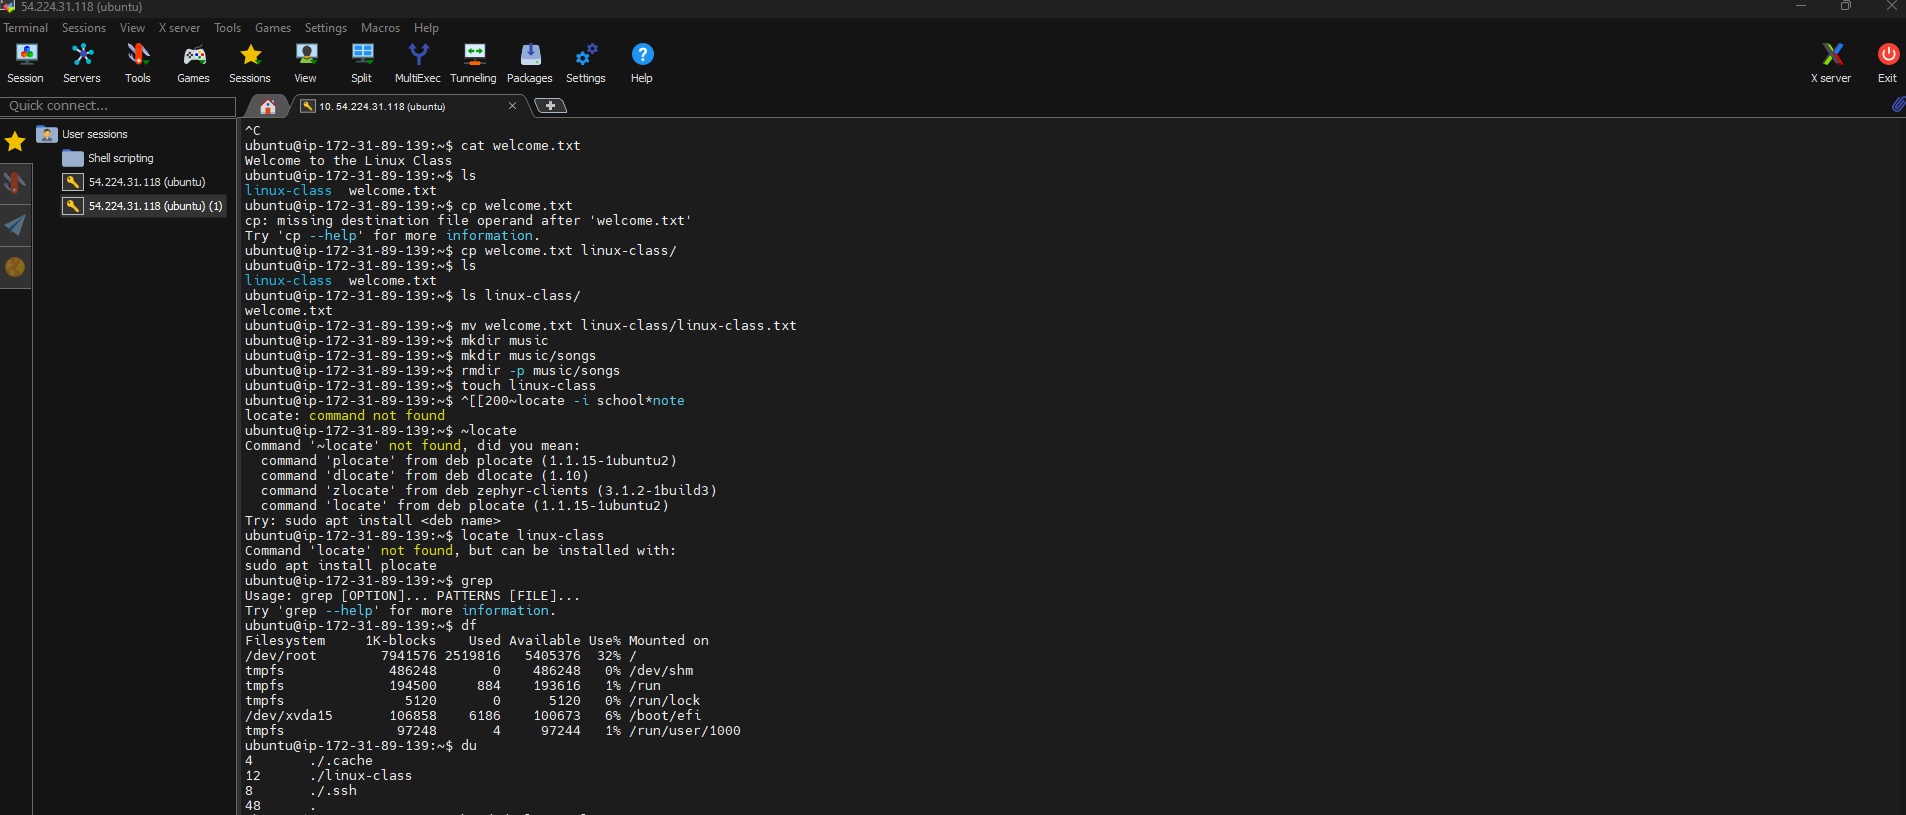 54.224.31.118 (ubuntu)
Terminal Sessions View X server Tools Games Settings Macros Help
Session Servers Tools Games Sessions View Split MultiExec Tunneling Packages Settings Help X server Exit
Quick connect...
10. 54.224.31.118 (ubuntu)
User sessions
Shell scripting
54.224.31.118 (ubuntu)
54.224.31.118 (ubuntu) (1)
^C
ubuntu@ip-172-31-89-139:~$ cat welcome.txt
Welcome to the Linux Class
ubuntu@ip-172-31-89-139:~$ ls
linux-class  welcome.txt
ubuntu@ip-172-31-89-139:~$ cp welcome.txt
cp: missing destination file operand after 'welcome.txt'
Try 'cp --help' for more information.
ubuntu@ip-172-31-89-139:~$ cp welcome.txt linux-class/
ubuntu@ip-172-31-89-139:~$ ls
linux-class  welcome.txt
ubuntu@ip-172-31-89-139:~$ ls linux-class/
welcome.txt
ubuntu@ip-172-31-89-139:~$ mv welcome.txt linux-class/linux-class.txt
ubuntu@ip-172-31-89-139:~$ mkdir music
ubuntu@ip-172-31-89-139:~$ mkdir music/songs
ubuntu@ip-172-31-89-139:~$ rmdir -p music/songs
ubuntu@ip-172-31-89-139:~$ touch linux-class
ubuntu@ip-172-31-89-139:~$ ^[[200~locate -i school*note
locate: command not found
ubuntu@ip-172-31-89-139:~$ ~locate
Command '~locate' not found, did you mean:
  command 'plocate' from deb plocate (1.1.15-1ubuntu2)
  command 'dlocate' from deb dlocate (1.10)
  command 'zlocate' from deb zephyr-clients (3.1.2-1build3)
  command 'locate' from deb plocate (1.1.15-1ubuntu2)
Try: sudo apt install <deb name>
ubuntu@ip-172-31-89-139:~$ locate linux-class
Command 'locate' not found, but can be installed with:
sudo apt install plocate
ubuntu@ip-172-31-89-139:~$ grep
Usage: grep [OPTION]... PATTERNS [FILE]...
Try 'grep --help' for more information.
ubuntu@ip-172-31-89-139:~$ df
Filesystem     1K-blocks    Used Available Use% Mounted on
/dev/root        7941576 2519816   5405376  32% /
tmpfs             486248       0    486248   0% /dev/shm
tmpfs             194500     884    193616   1% /run
tmpfs               5120       0      5120   0% /run/lock
/dev/xvda15       106858    6186    100673   6% /boot/efi
tmpfs              97248       4     97244   1% /run/user/1000
ubuntu@ip-172-31-89-139:~$ du
4       ./.cache
12      ./linux-class
8       ./.ssh
48      .